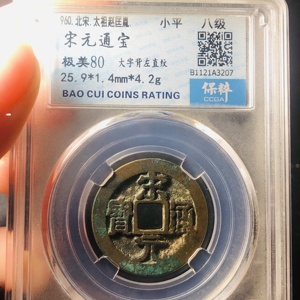 960.北宋.太祖赵匡胤 小平 八级
宋元通宝
极美80 大字背左直纹
25.9*1.4mm*4.2g
B1121A3207
保粹
CCGA
BAO CUI COINS RATING
宋元通寶